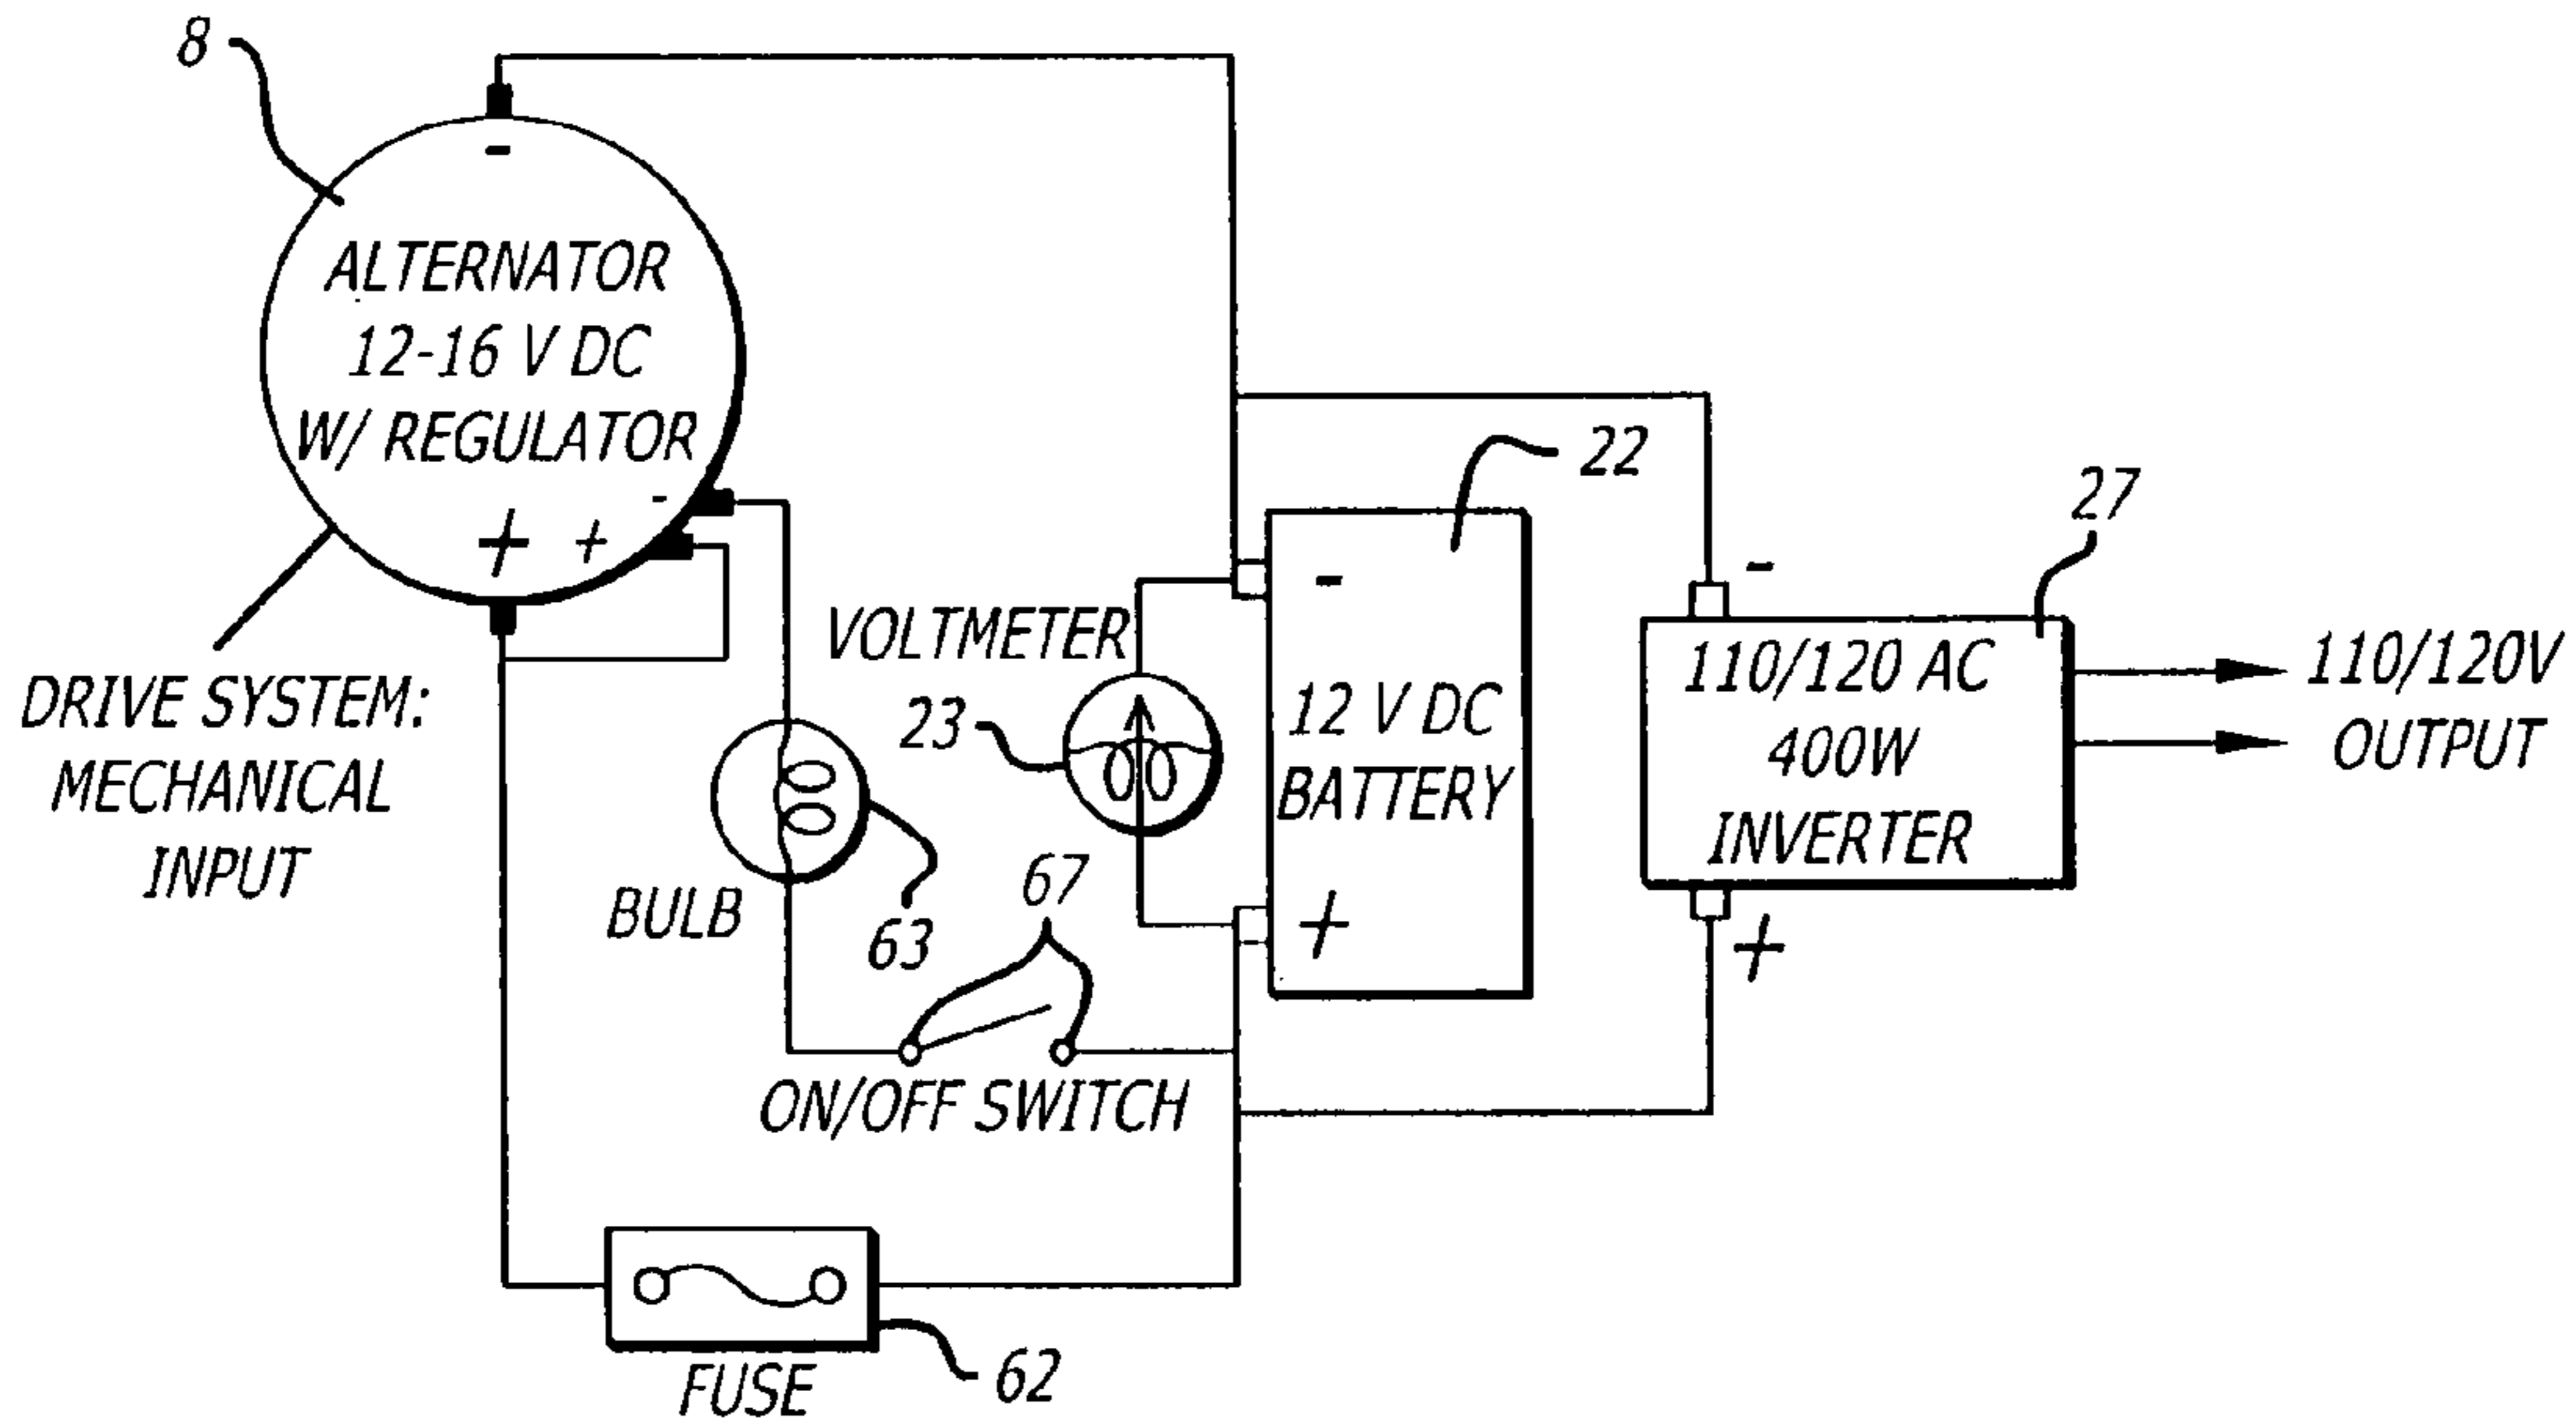 8
-
ALTERNATOR
12-16 V DC
W/ REGULATOR
-
+ +
DRIVE SYSTEM:
MECHANICAL
INPUT
BULB
63
VOLTMETER
23
67
ON/OFF SWITCH
FUSE
62
22
-
12 V DC
BATTERY
+
27
-
110/120 AC
400W
INVERTER
+
110/120V
OUTPUT